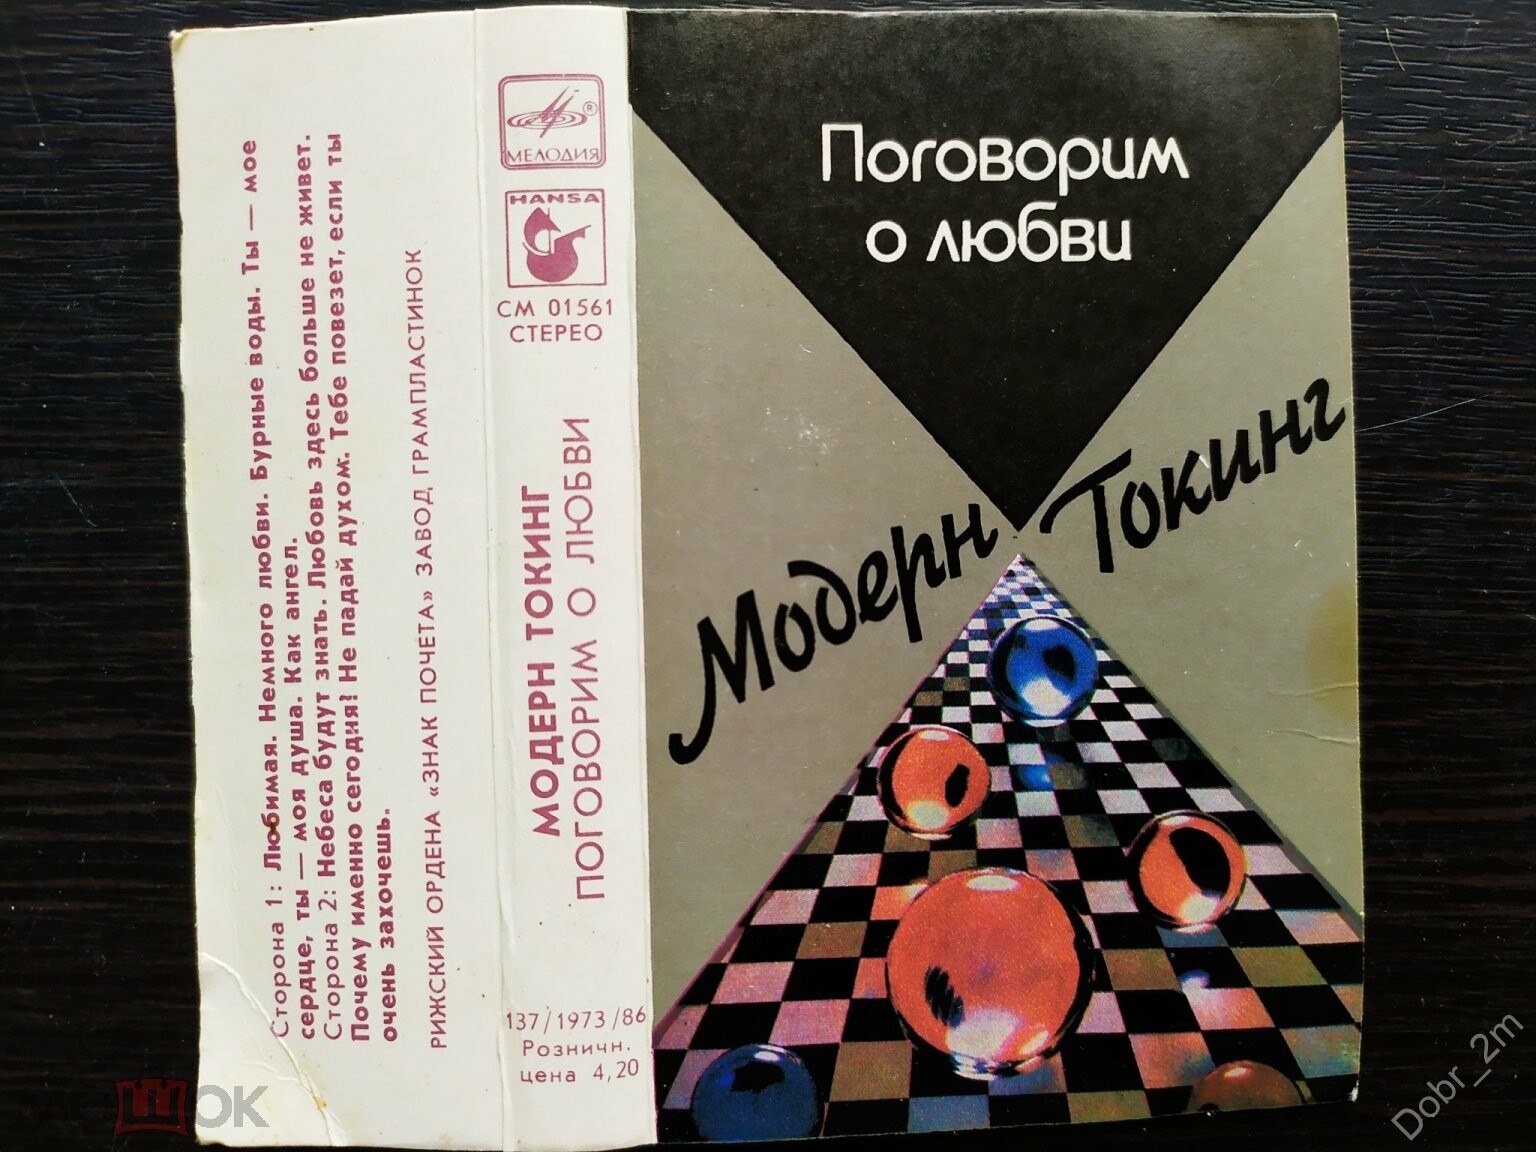 Сторона 1: Любимая. Немного любви. Бурные воды. Ты — мое
сердце, ты — моя душа. Как ангел.
Сторона 2: Небеса будут знать. Любовь здесь больше не живет.
Почему именно сегодня! Не падай духом. Тебе повезет, если ты
очень захочешь.
РИЖСКИЙ ОРДЕНА «ЗНАК ПОЧЁТА» ЗАВОД ГРАМПЛАСТИНОК
МЕЛОДИЯ
®
HANSA
СМ 01561
СТЕРЕО
МОДЕРН ТОКИНГ
ПОГОВОРИМ О ЛЮБВИ
137/1973/86
Розничн.
цена 4,20
Поговорим
о любви
Модерн Токинг
Dobr_2m